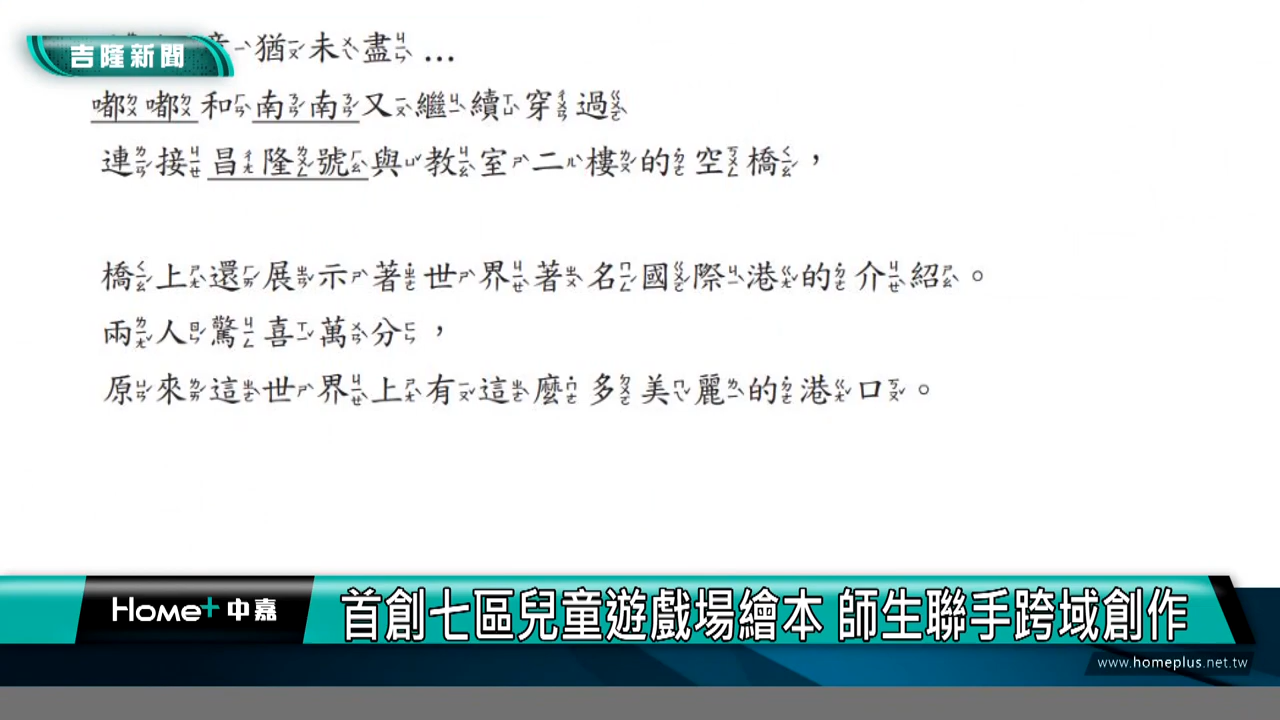 吉隆新聞
意猶未盡…
嘟嘟和南南又繼續穿過
連接昌隆號與教室二樓的空橋，
橋上還展示著世界著名國際港的介紹。
兩人驚喜萬分，
原來這世界上有這麼多美麗的港口。
Home+中嘉
首創七區兒童遊戲場繪本 師生聯手跨域創作
www.homeplus.net.tw